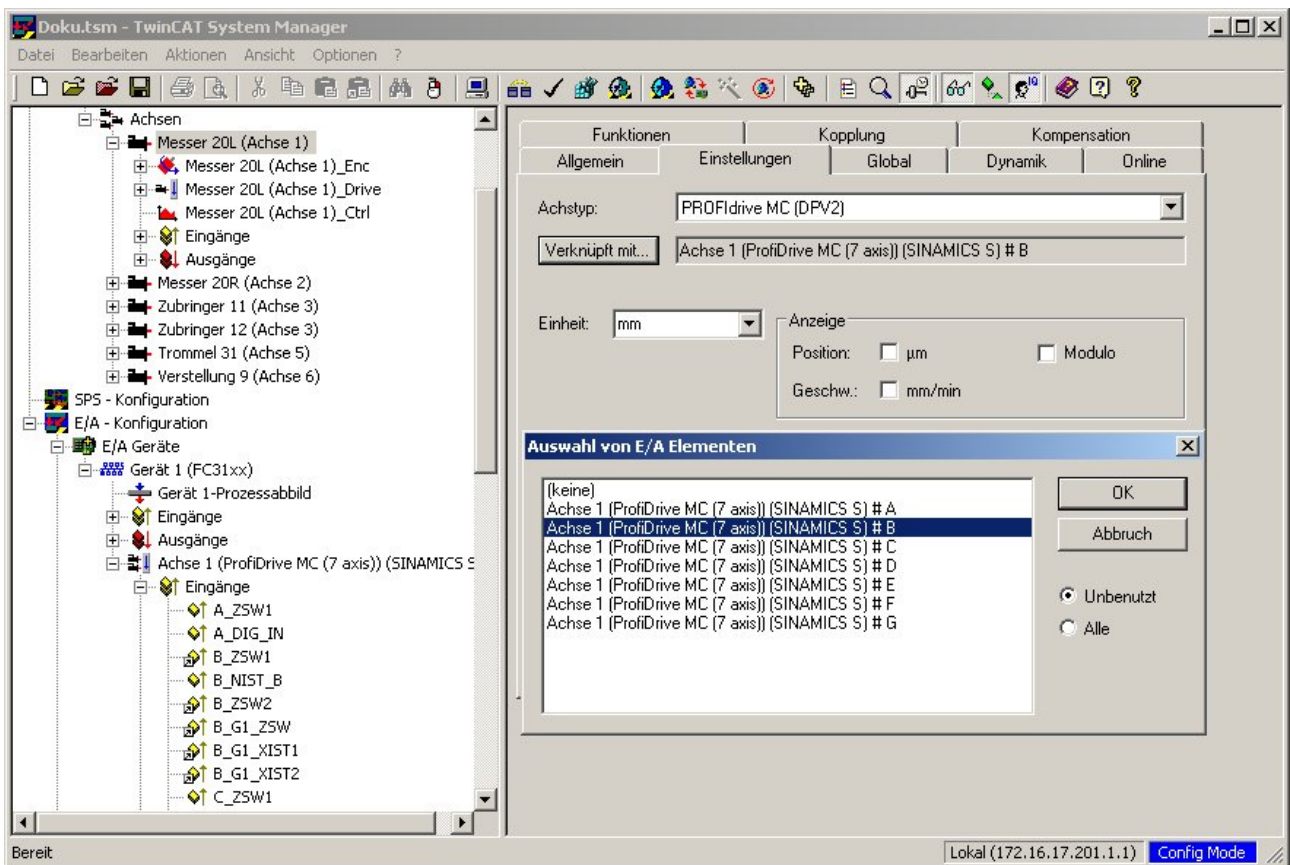 Doku.tsm - TwinCAT System Manager
Datei Bearbeiten Aktionen Ansicht Optionen ?
Achsen
Messer 20L (Achse 1)
Messer 20L (Achse 1)_Enc
Messer 20L (Achse 1)_Drive
Messer 20L (Achse 1)_Ctrl
Eingänge
Ausgänge
Messer 20R (Achse 2)
Zubringer 11 (Achse 3)
Zubringer 12 (Achse 3)
Trommel 31 (Achse 5)
Verstellung 9 (Achse 6)
SPS - Konfiguration
E/A - Konfiguration
E/A Geräte
Gerät 1 (FC31xx)
Gerät 1-Prozessabbild
Eingänge
Ausgänge
Achse 1 (ProfiDrive MC (7 axis)) (SINAMICS S
Eingänge
A_ZSW1
A_DIG_IN
B_ZSW1
B_NIST_B
B_ZSW2
B_G1_ZSW
B_G1_XIST1
B_G1_XIST2
C_ZSW1
Funktionen Kopplung Kompensation
Allgemein Einstellungen Global Dynamik Online
Achstyp: PROFIdrive MC (DPV2)
Verknüpft mit... Achse 1 (ProfiDrive MC (7 axis)) (SINAMICS S) # B
Einheit: mm
Anzeige
Position: µm Modulo
Geschw.: mm/min
Auswahl von E/A Elementen
(keine)
Achse 1 (ProfiDrive MC (7 axis)) (SINAMICS S) # A
Achse 1 (ProfiDrive MC (7 axis)) (SINAMICS S) # B
Achse 1 (ProfiDrive MC (7 axis)) (SINAMICS S) # C
Achse 1 (ProfiDrive MC (7 axis)) (SINAMICS S) # D
Achse 1 (ProfiDrive MC (7 axis)) (SINAMICS S) # E
Achse 1 (ProfiDrive MC (7 axis)) (SINAMICS S) # F
Achse 1 (ProfiDrive MC (7 axis)) (SINAMICS S) # G
OK
Abbruch
Unbenutzt
Alle
Bereit
Lokal (172.16.17.201.1.1) Config Mode